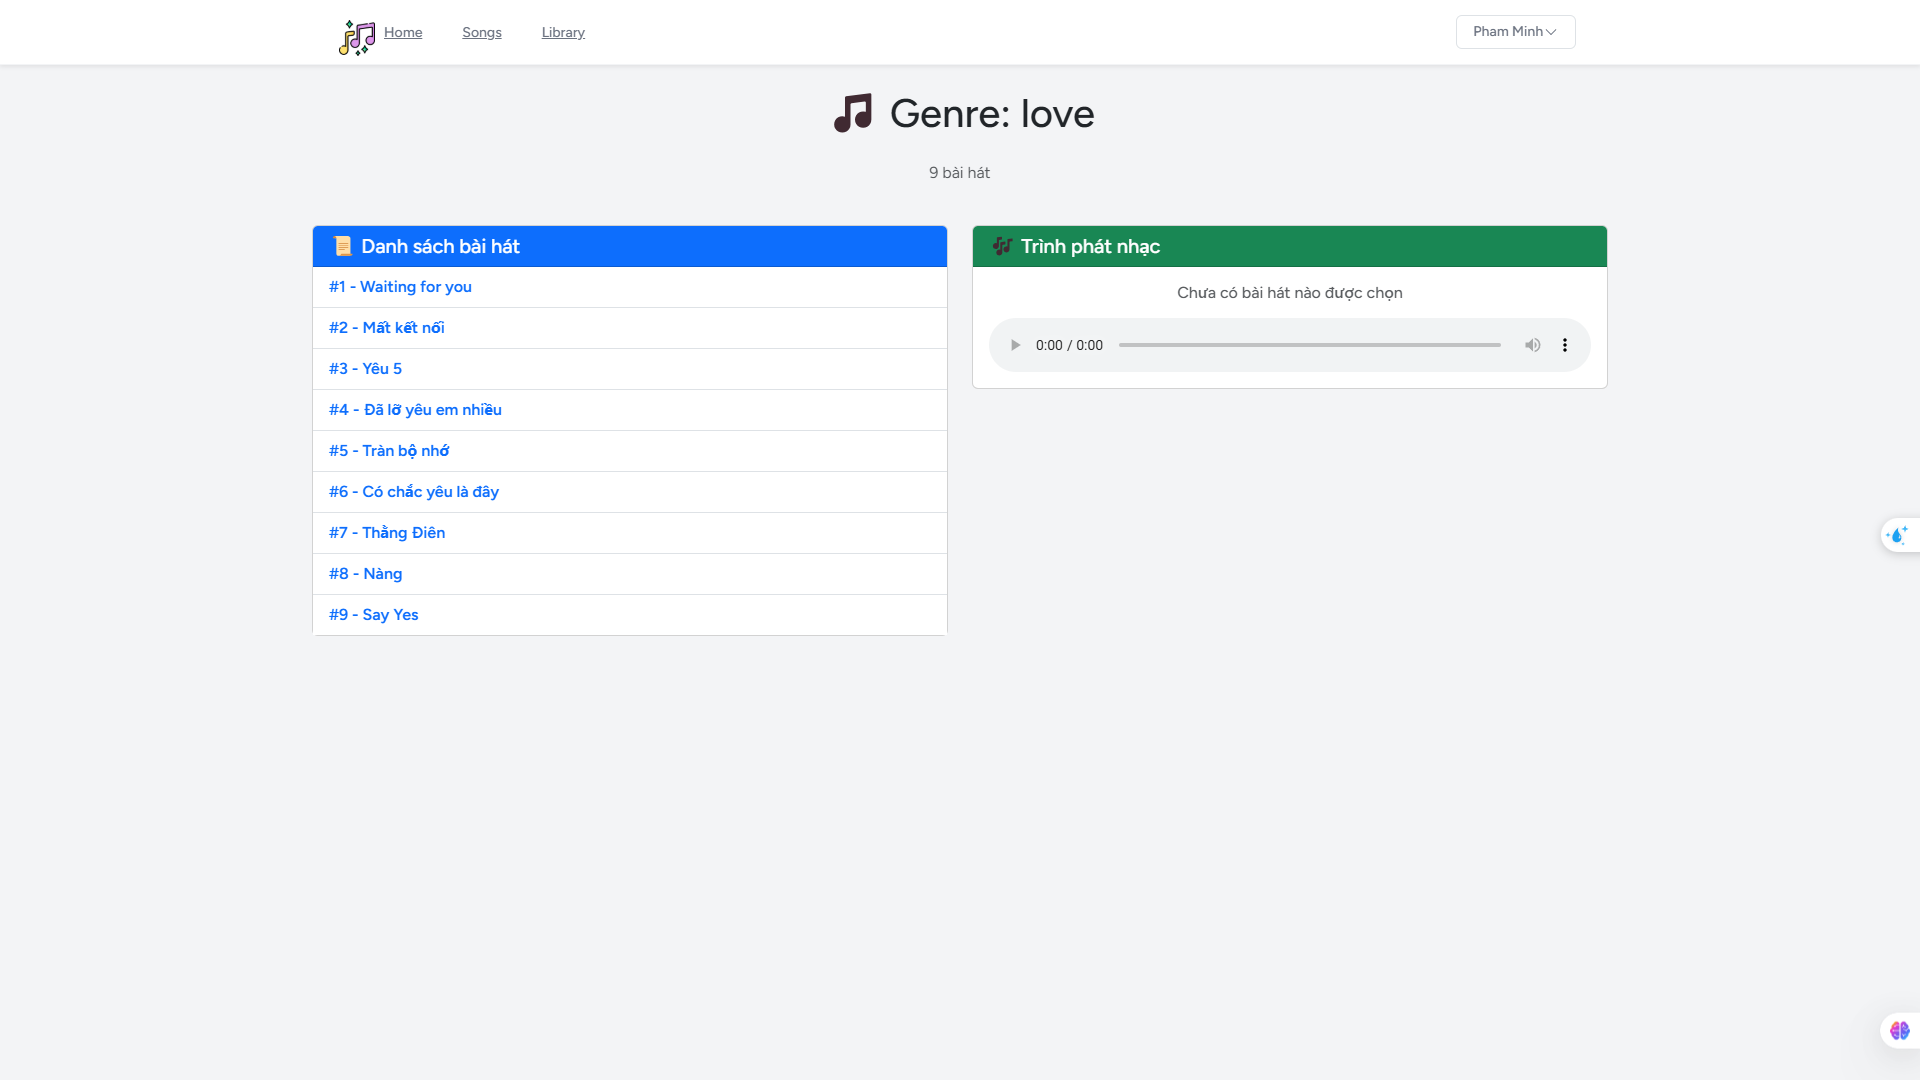 Home Songs Library Pham Minh
Genre: love
9 bài hát
Danh sách bài hát
#1 - Waiting for you
#2 - Mất kết nối
#3 - Yêu 5
#4 - Đã lỡ yêu em nhiều
#5 - Tràn bộ nhớ
#6 - Có chắc yêu là đây
#7 - Thằng Điên
#8 - Nàng
#9 - Say Yes
Trình phát nhạc
Chưa có bài hát nào được chọn
0:00 / 0:00